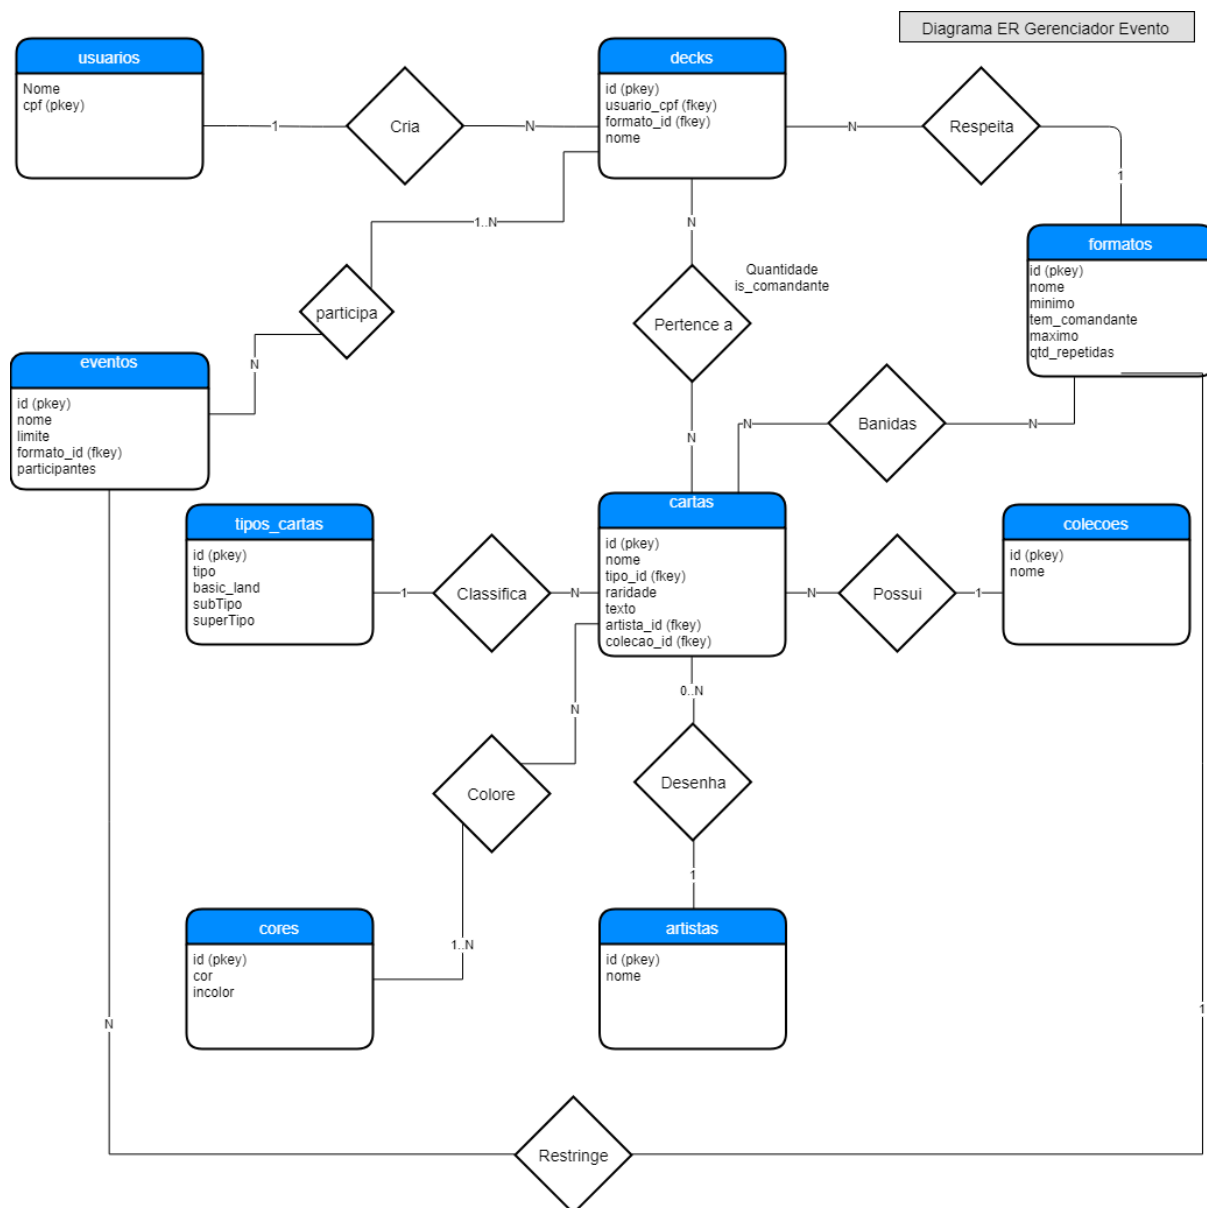 Diagrama ER Gerenciador Evento
usuarios
Nome
cpf (pkey)
1
Cria
N
decks
id (pkey)
usuario_cpf (fkey)
formato_id (fkey)
nome
N
Respeita
1
formatos
id (pkey)
nome
minimo
tem_comandante
maximo
qtd_repetidas
1..N
participa
N
N
Quantidade
is_comandante
Pertence a
N
eventos
id (pkey)
nome
limite
formato_id (fkey)
participantes
N
Banidas
N
tipos_cartas
id (pkey)
tipo
basic_land
subTipo
superTipo
1
Classifica
N
cartas
id (pkey)
nome
tipo_id (fkey)
raridade
texto
artista_id (fkey)
colecao_id (fkey)
N
Possui
1
colecoes
id (pkey)
nome
N
Colore
1..N
0..N
Desenha
1
cores
id (pkey)
cor
incolor
artistas
id (pkey)
nome
N
Restringe
1